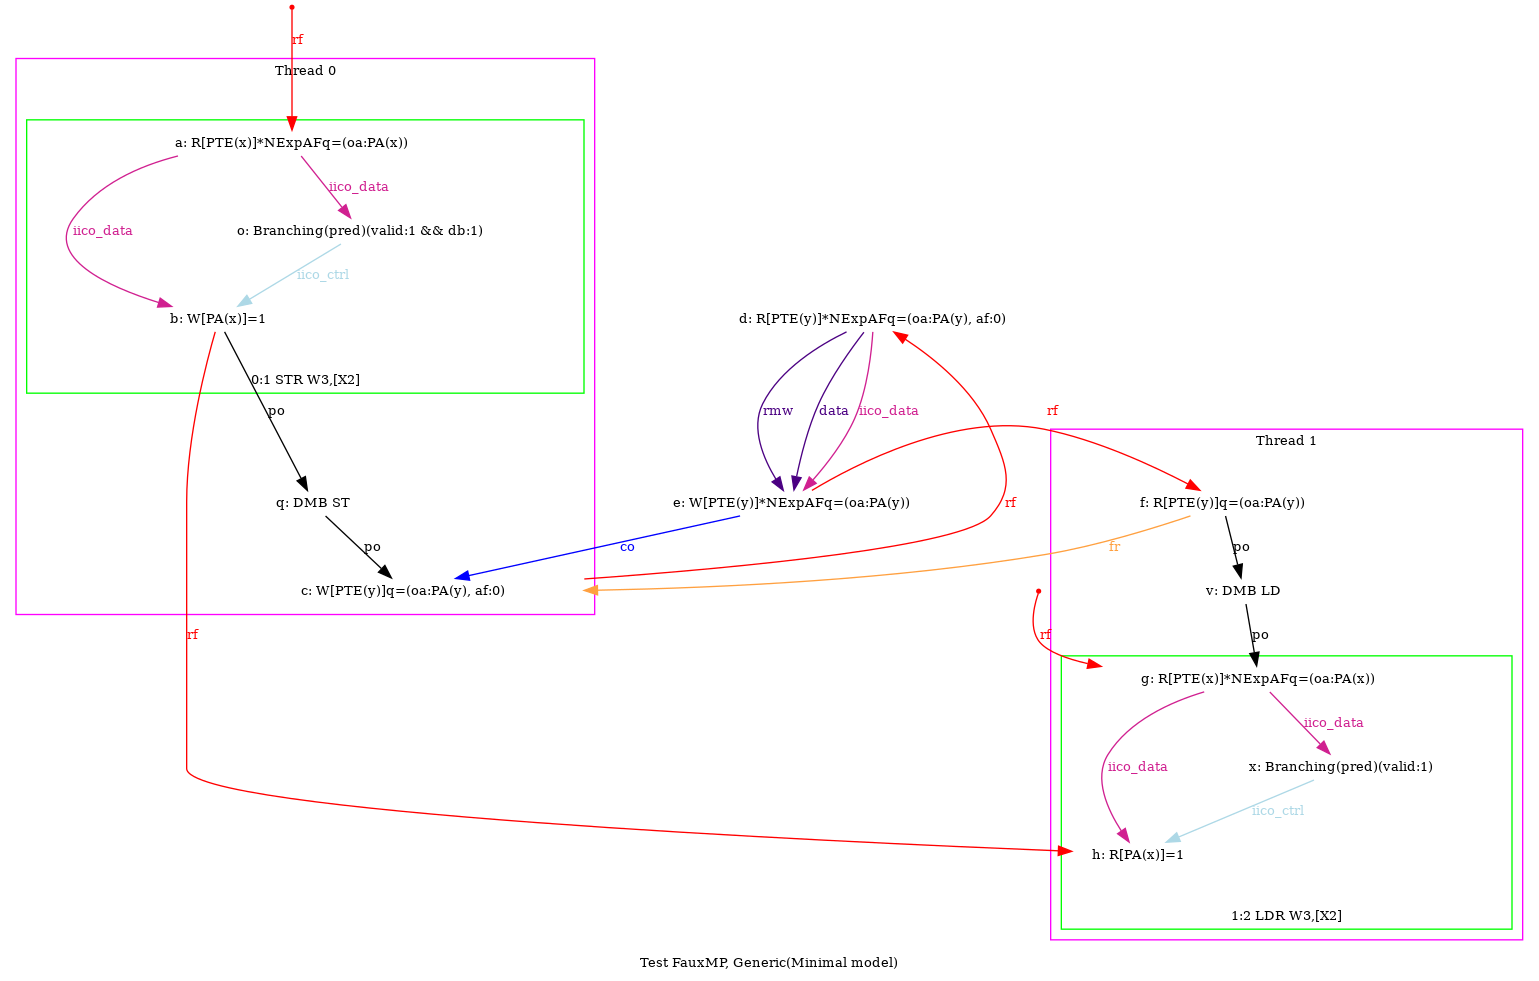 rf
Thread 0
a: R[PTE(x)]*NExpAFq=(oa:PA(x))
iico_data
iico_data
o: Branching(pred)(valid:1 && db:1)
iico_ctrl
b: W[PA(x)]=1
d: R[PTE(y)]*NExpAFq=(oa:PA(y), af:0)
0:1 STR W3,[X2]
po
rmw
data
iico_data
rf
Thread 1
q: DMB ST
e: W[PTE(y)]*NExpAFq=(oa:PA(y))
rf
f: R[PTE(y)]q=(oa:PA(y))
po
co
fr
po
c: W[PTE(y)]q=(oa:PA(y), af:0)
v: DMB LD
rf
rf
po
g: R[PTE(x)]*NExpAFq=(oa:PA(x))
iico_data
iico_data
x: Branching(pred)(valid:1)
iico_ctrl
h: R[PA(x)]=1
1:2 LDR W3,[X2]
Test FauxMP, Generic(Minimal model)